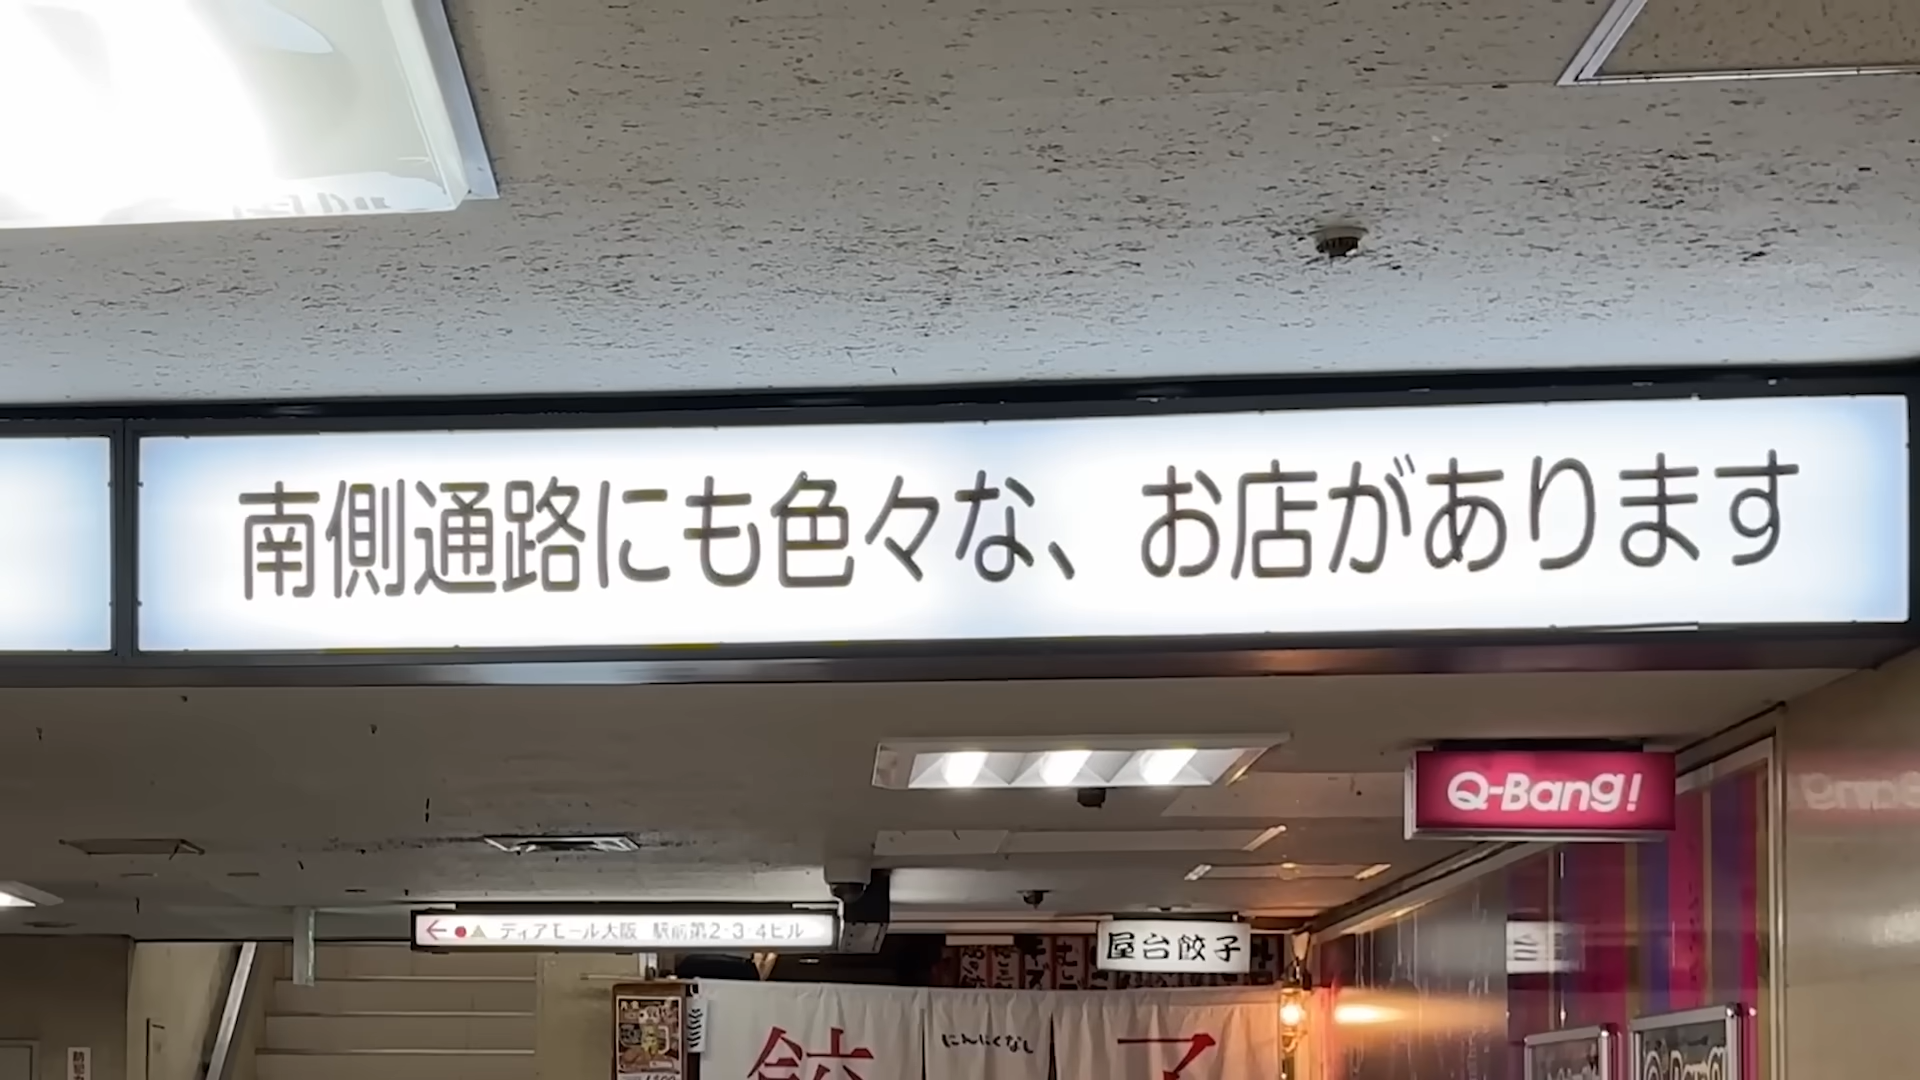 南側通路にも色々な、お店があります
Q-Bang!
← ディアモール大阪 駅前第2・3・4ビル
屋台餃子
餃子
にんにくなし